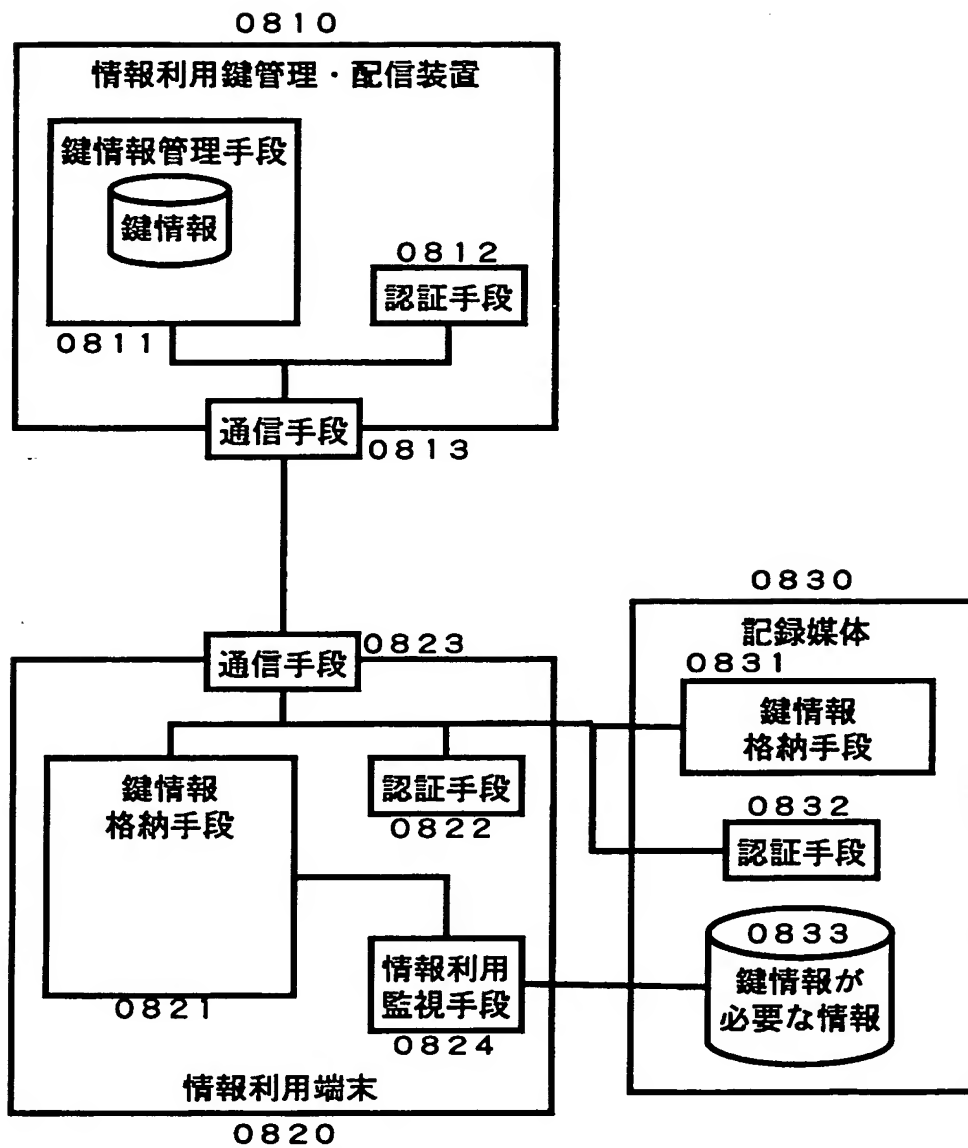 0810
情報利用鍵管理・配信装置
鍵情報管理手段
鍵情報
0812
認証手段
0811
通信手段
0813
0830
記録媒体
0823
通信手段
0831
鍵情報
格納手段
鍵情報
格納手段
認証手段
0822
0832
認証手段
0833
鍵情報が
必要な情報
情報利用
監視手段
0821
0824
情報利用端末
0820